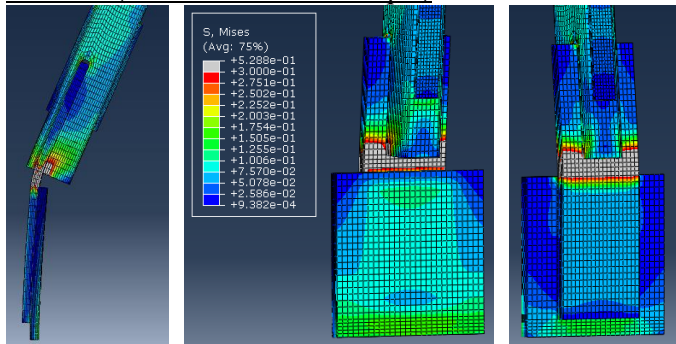 S, Mises
(Avg: 75%)
+5.288e-01
+3.000e-01
+2.751e-01
+2.502e-01
+2.252e-01
+2.003e-01
+1.754e-01
+1.505e-01
+1.255e-01
+1.006e-01
+7.570e-02
+5.078e-02
+2.586e-02
+9.382e-04